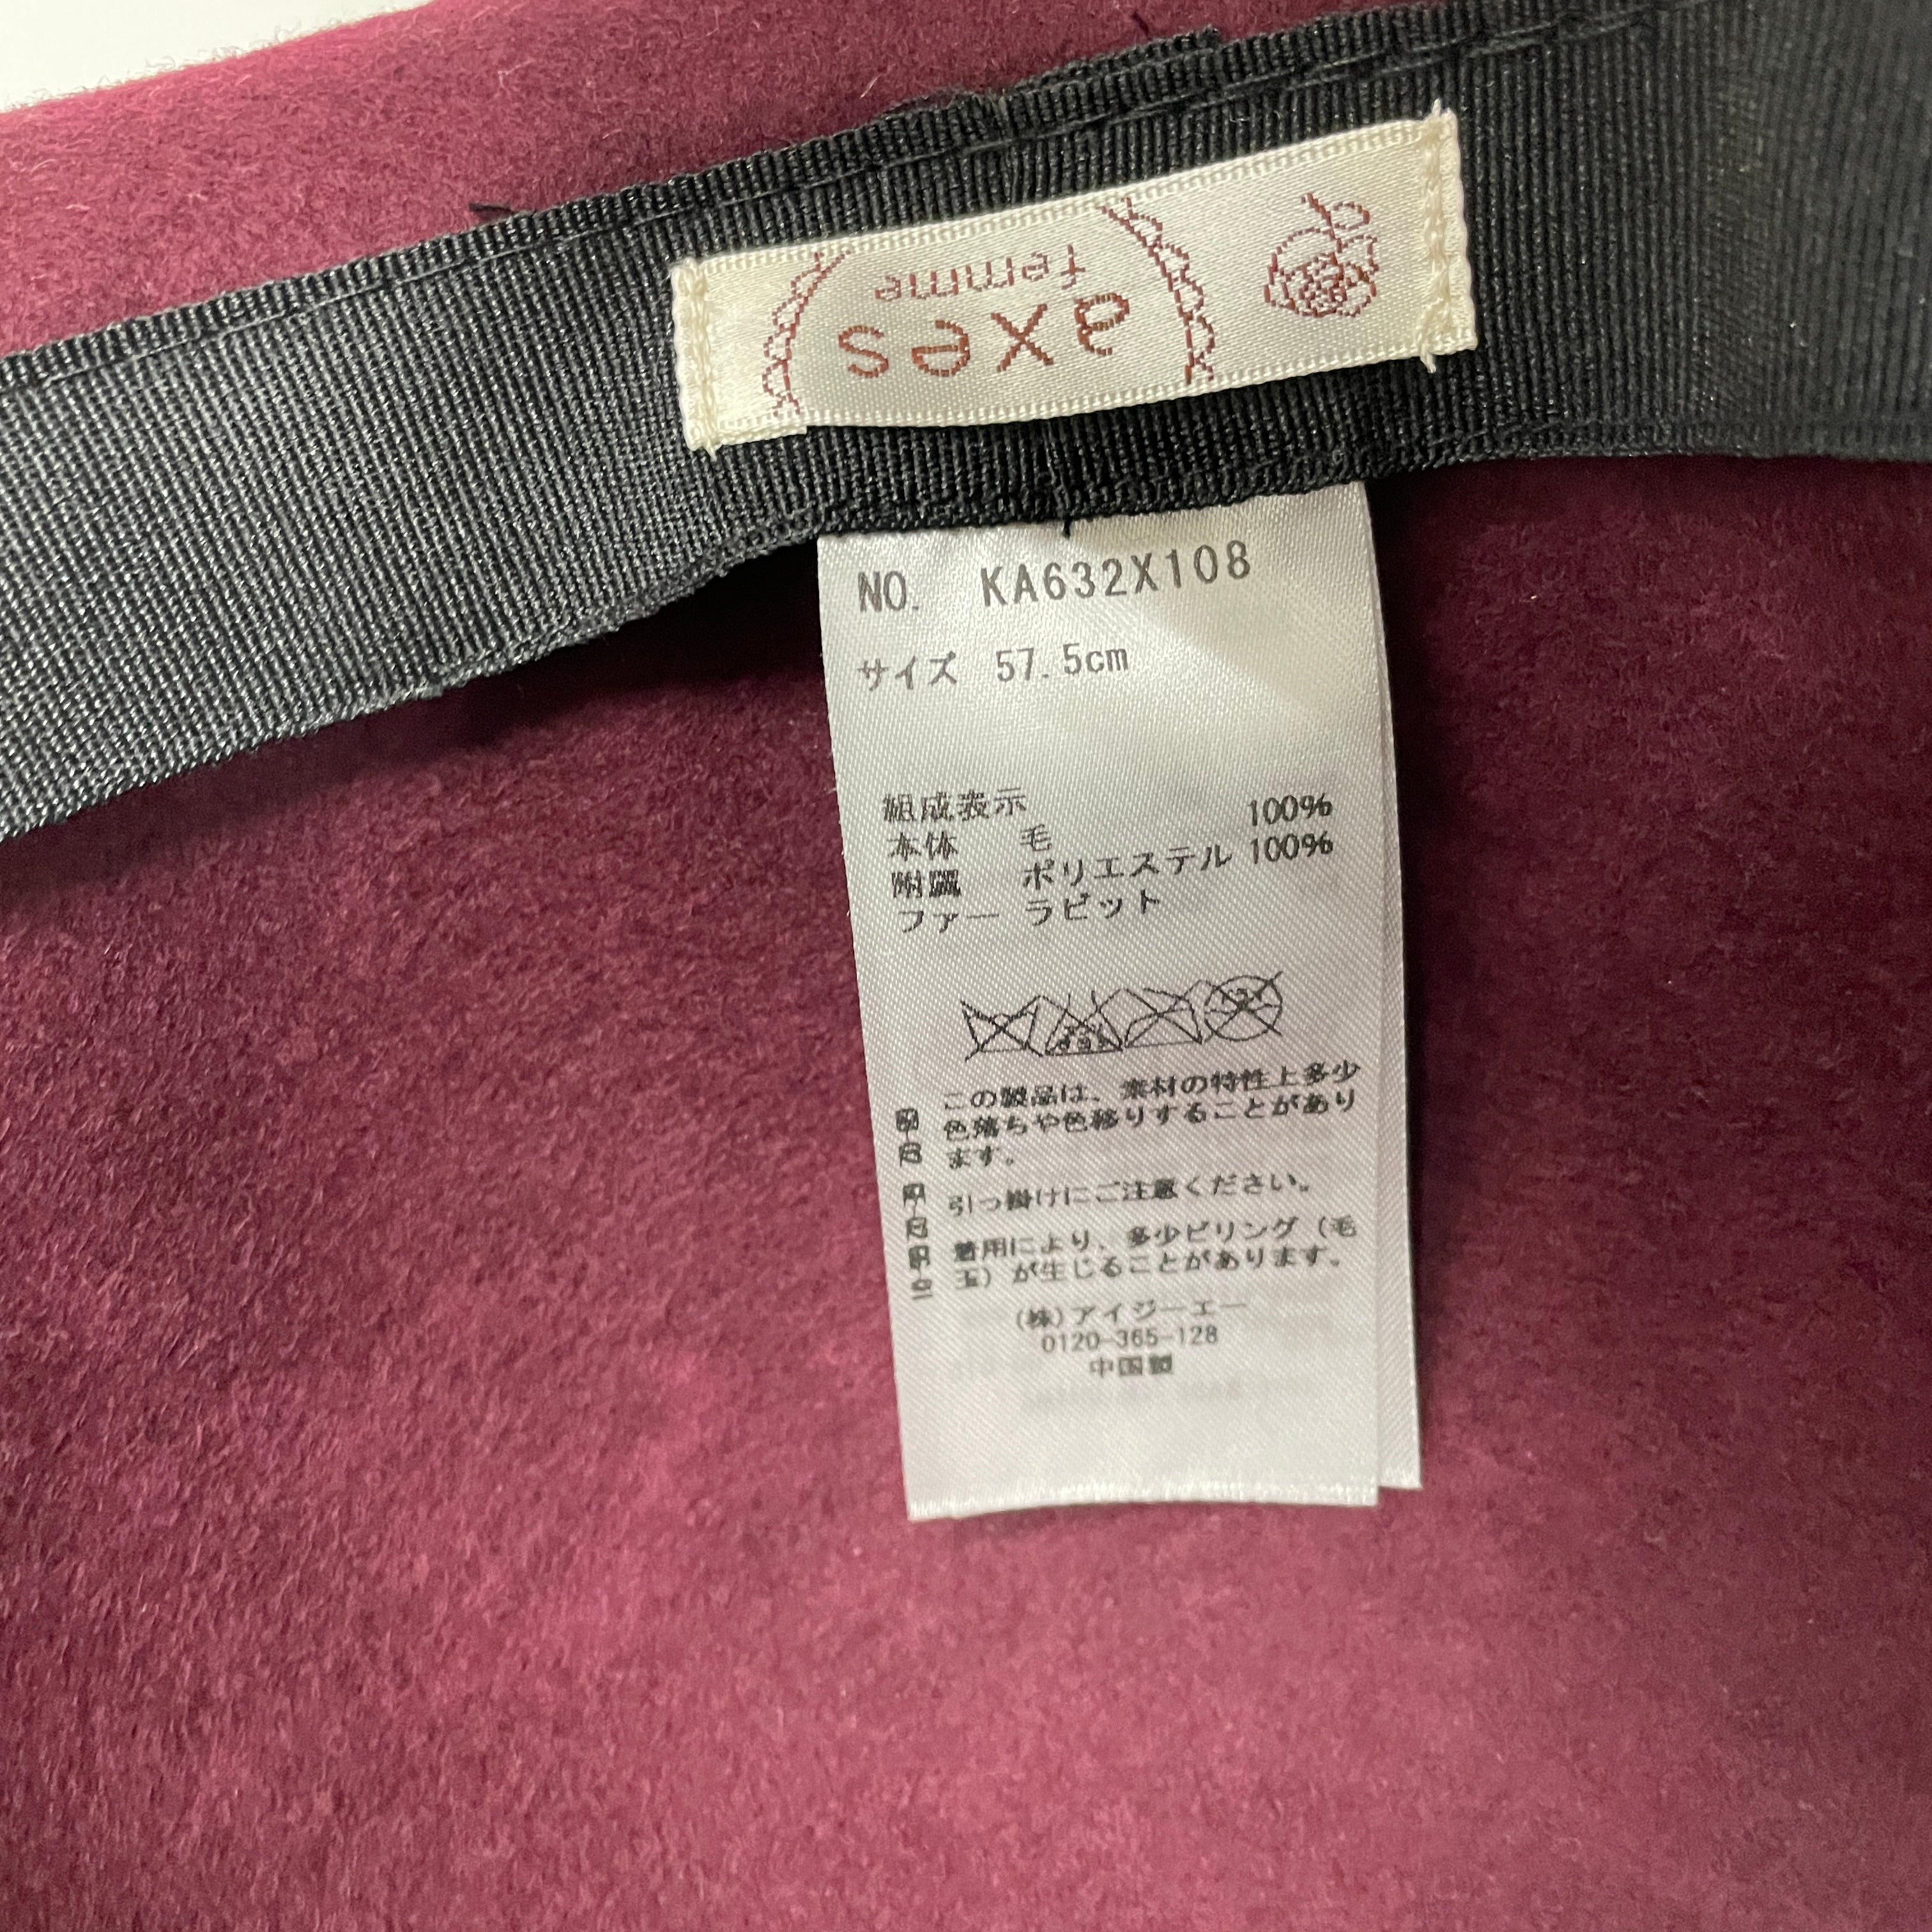 axes
femme
NO. KA632X108
サイズ 57.5cm
組成表示
本体 毛 100%
附属 ポリエステル 100%
ファー ラビット
この製品は、素材の特性上多少
色落ちや色移りすることがあり
ます。
引っ掛けにご注意ください。
着用により、多少ピリング（毛
玉）が生じることがあります。
(株)アイジーエー
0120-365-128
中国製